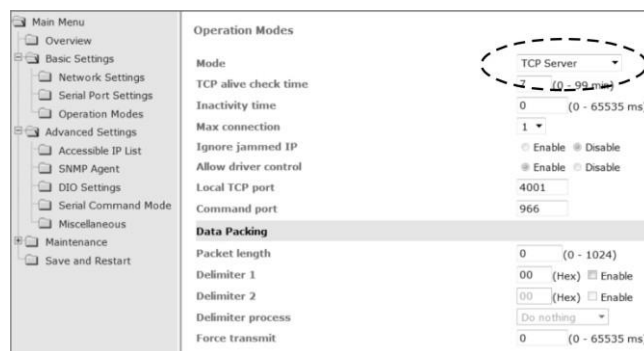 Main Menu
Overview
Basic Settings
Network Settings
Serial Port Settings
Operation Modes
Advanced Settings
Accessible IP List
SNMP Agent
DIO Settings
Serial Command Mode
Miscellaneous
Maintenance
Save and Restart
Operation Modes
Mode TCP Server
TCP alive check time 7 (0 - 99 min)
Inactivity time 0 (0 - 65535 ms)
Max connection 1
Ignore jammed IP Enable Disable
Allow driver control Enable Disable
Local TCP port 4001
Command port 966
Data Packing
Packet length 0 (0 - 1024)
Delimiter 1 00 (Hex) Enable
Delimiter 2 00 (Hex) Enable
Delimiter process Do nothing
Force transmit 0 (0 - 65535 ms